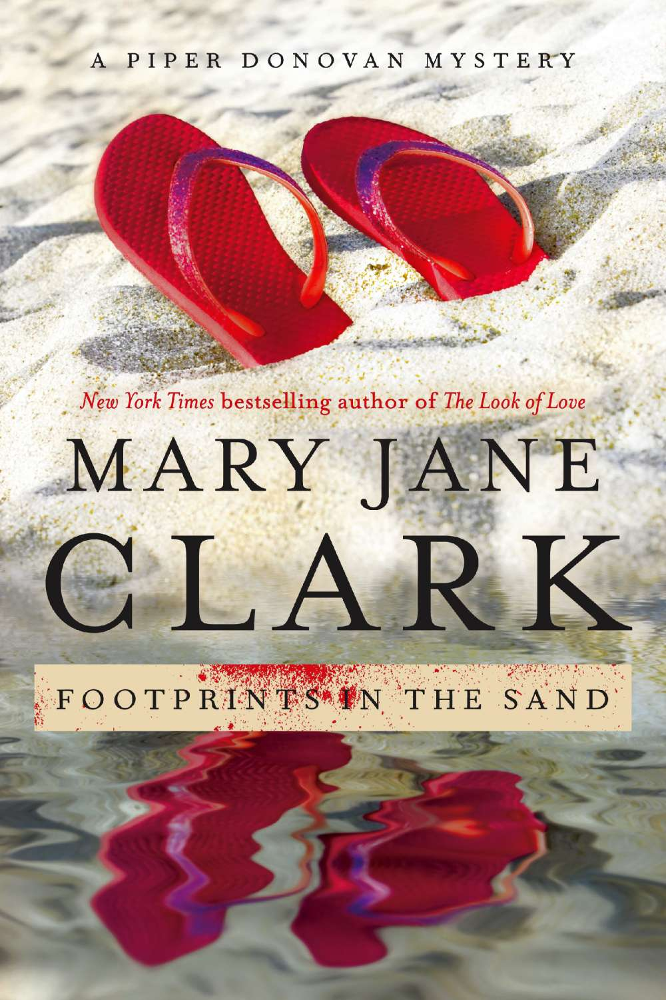 A PIPER DONOVAN MYSTERY
New York Times bestselling author of The Look of Love
MARY JANE
CLARK
FOOTPRINTS IN THE SAND